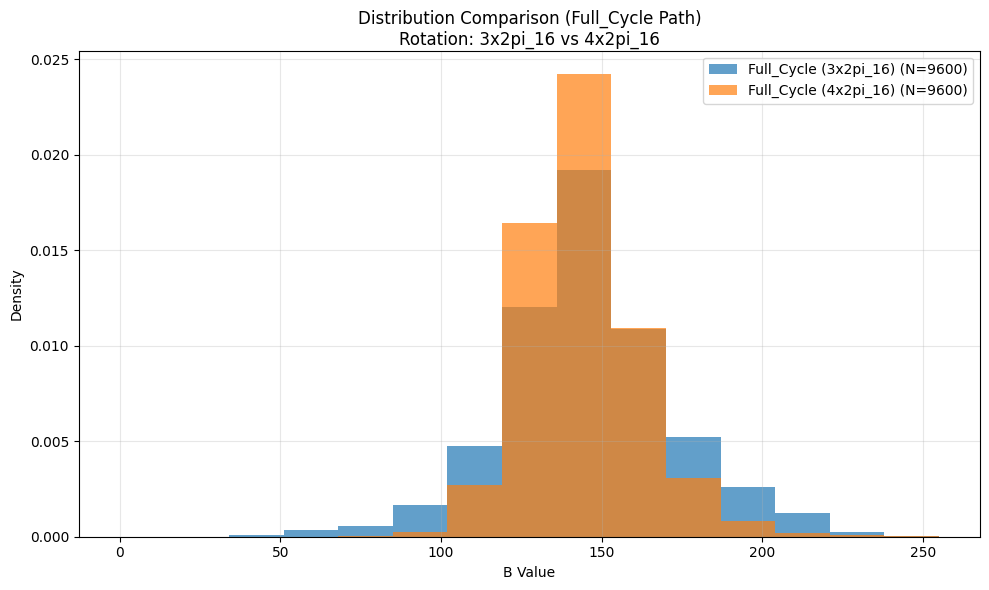 Distribution Comparison (Full_Cycle Path)
Rotation: 3x2pi_16 vs 4x2pi_16
Full_Cycle (3x2pi_16) (N=9600)
Full_Cycle (4x2pi_16) (N=9600)
0.025
0.020
0.015
0.010
0.005
0.000
Density
0
50
100
150
200
250
B Value